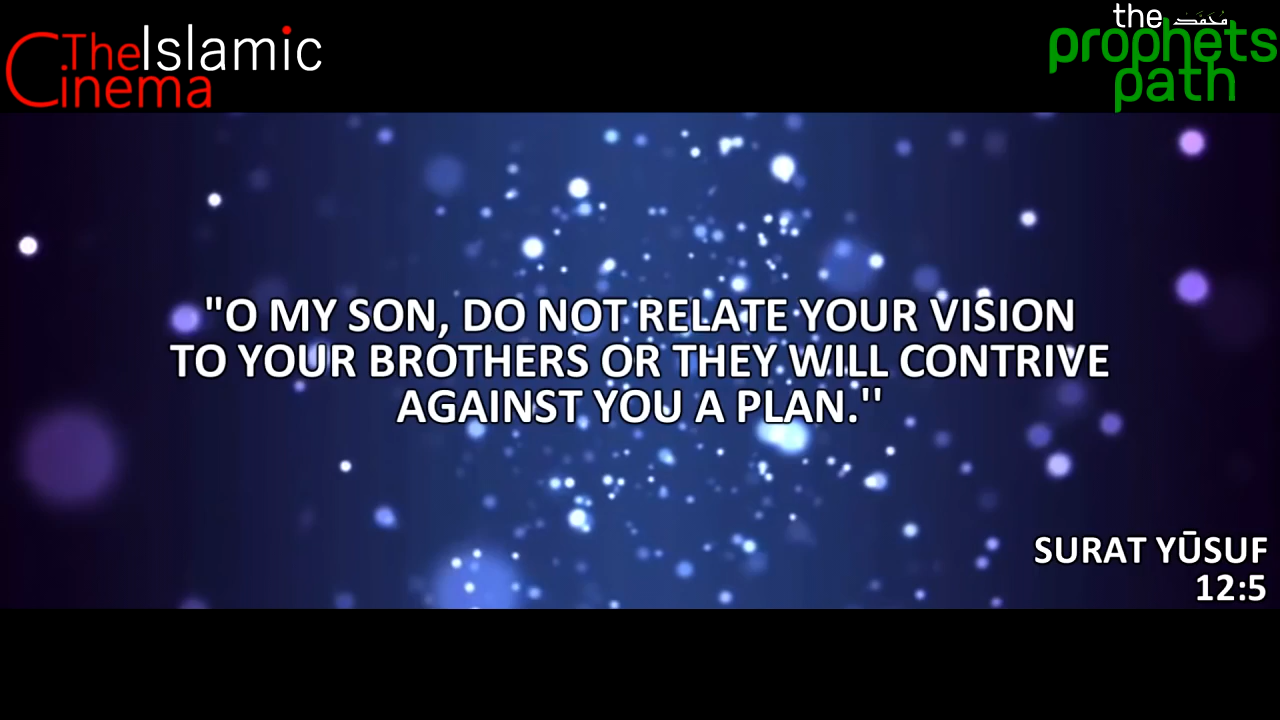 TheIslamic
Cinema
the محمد
prophets
path
"O MY SON, DO NOT RELATE YOUR VISION
TO YOUR BROTHERS OR THEY WILL CONTRIVE
AGAINST YOU A PLAN.''
SURAT YŪSUF
12:5